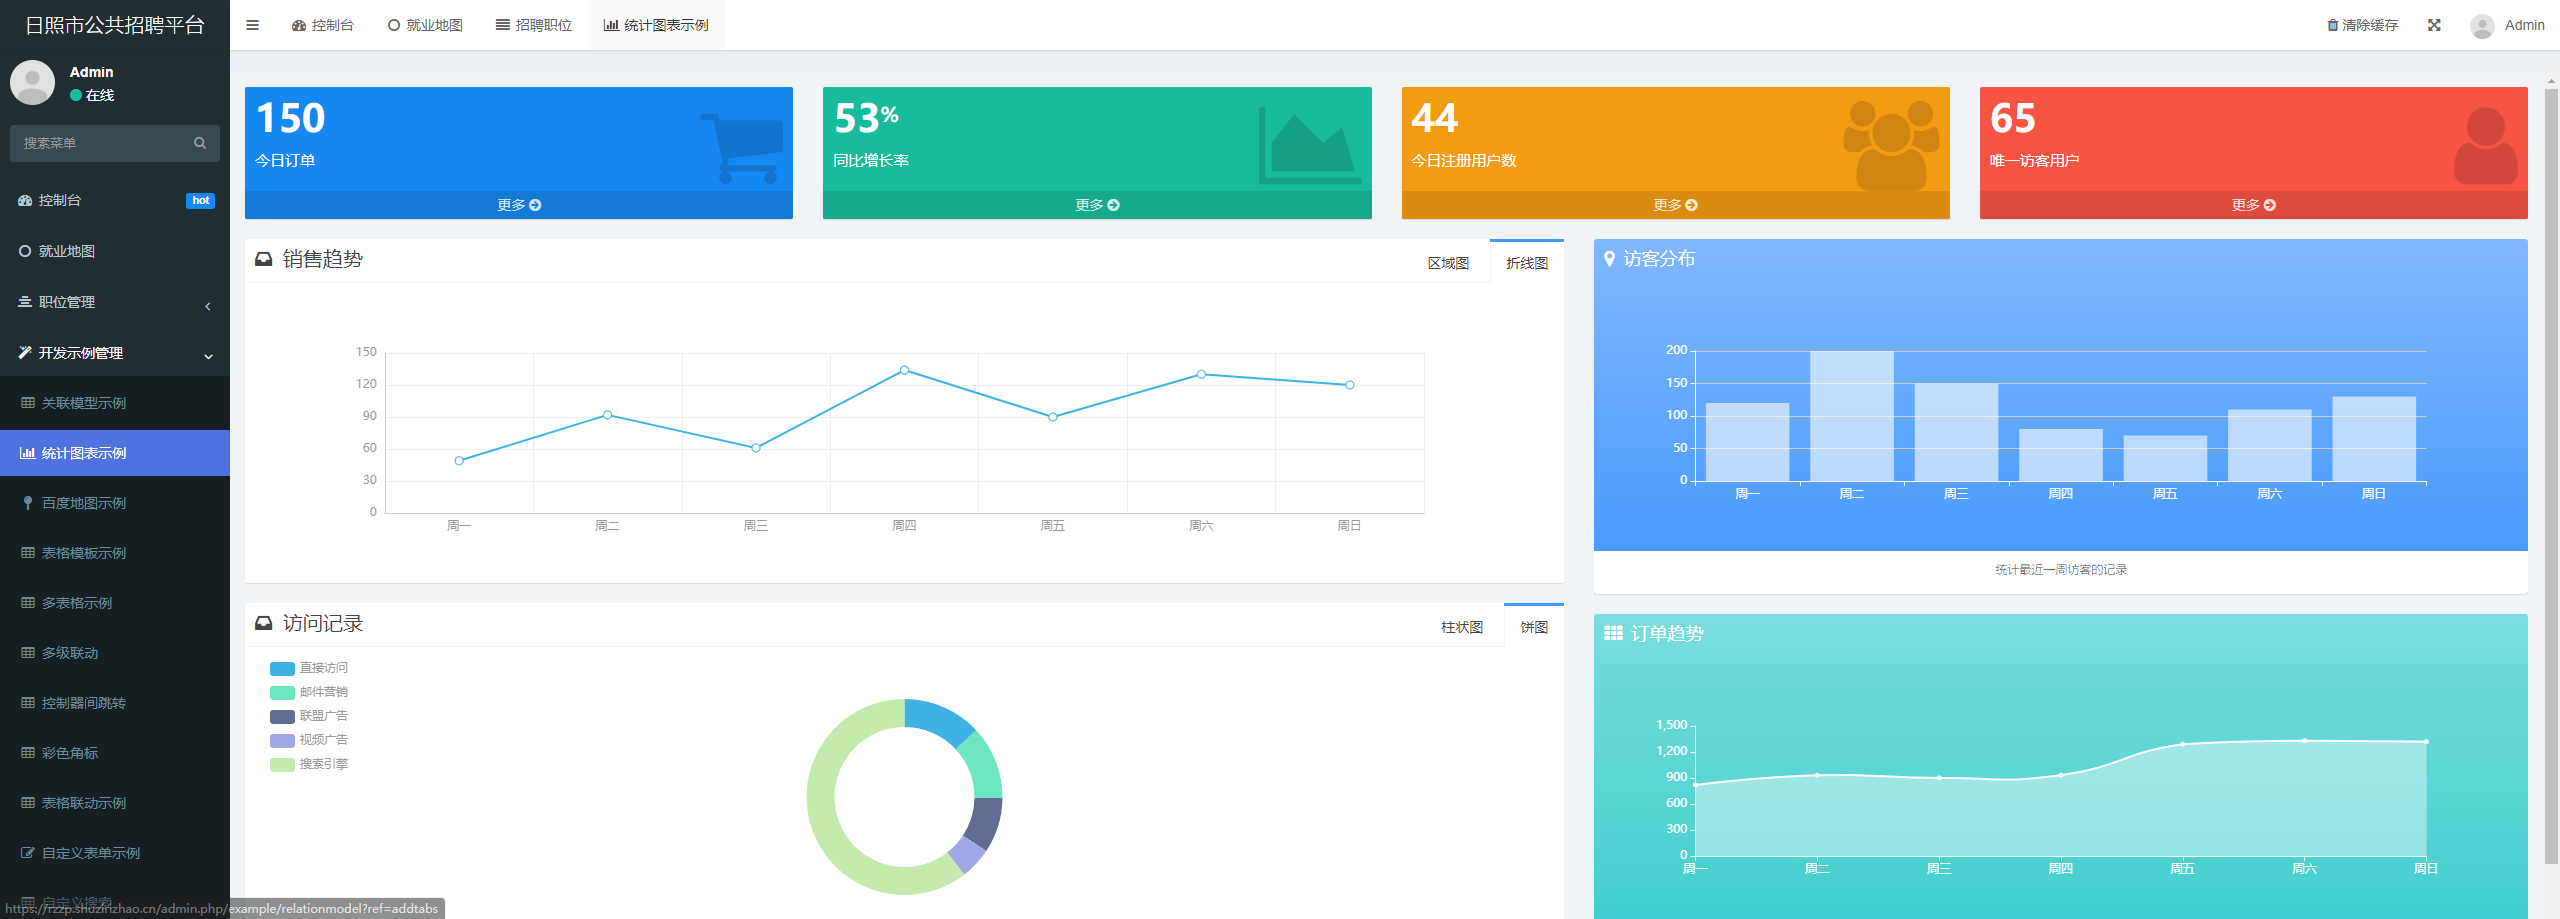 日照市公共招聘平台
Admin
在线
搜索菜单
控制台 hot
就业地图
职位管理
开发示例管理
关联模型示例
统计图表示例
百度地图示例
表格模板示例
多表格示例
多级联动
控制器间跳转
彩色角标
表格联动示例
自定义表单示例
自定义搜索
https://rzzp.shuzirizhao.cn/admin.php/example/relationmodel?ref=addtabs
控制台 就业地图 招聘职位 统计图表示例 清除缓存 Admin
150
今日订单
更多
53%
同比增长率
更多
44
今日注册用户数
更多
65
唯一访客用户
更多
销售趋势 区域图 折线图
150
120
90
60
30
0
周一 周二 周三 周四 周五 周六 周日
访客分布
200
150
100
50
0
周一 周二 周三 周四 周五 周六 周日
统计最近一周访客的记录
访问记录 柱状图 饼图
直接访问
邮件营销
联盟广告
视频广告
搜索引擎
订单趋势
1,500
1,200
900
600
300
0
周一 周二 周三 周四 周五 周六 周日